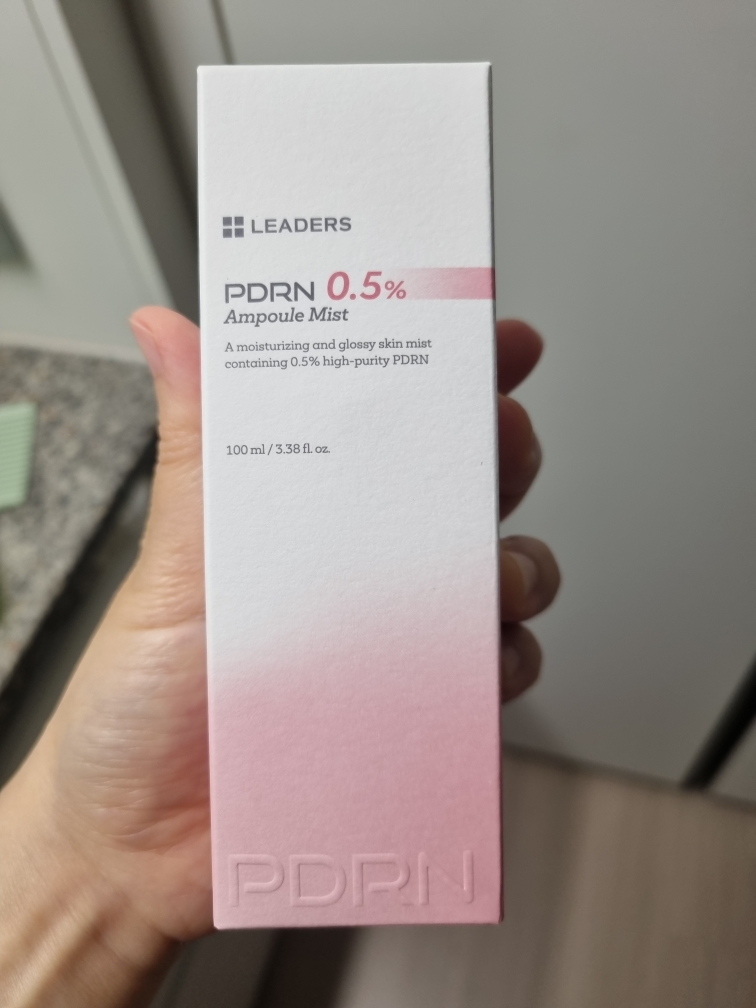 LEADERS
PDRN 0.5%
Ampoule Mist
A moisturizing and glossy skin mist
containing 0.5% high-purity PDRN
100 ml / 3.38 fl. oz.
PDRN